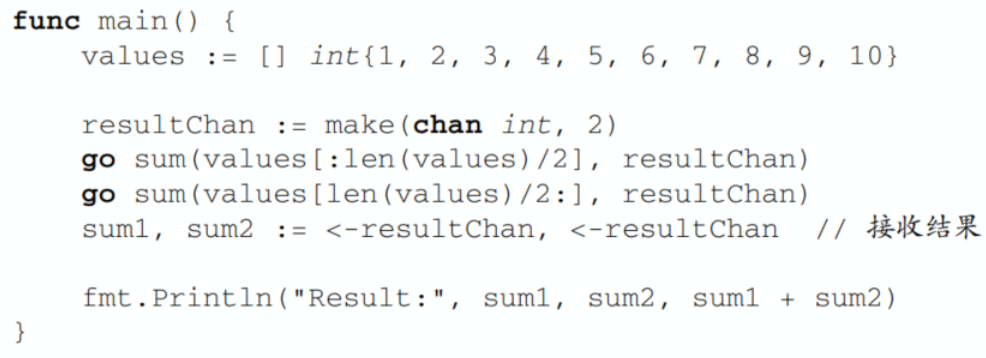 func main() {
    values := [] int{1, 2, 3, 4, 5, 6, 7, 8, 9, 10}
    resultChan := make(chan int, 2)
    go sum(values[:len(values)/2], resultChan)
    go sum(values[len(values)/2:], resultChan)
    sum1, sum2 := <-resultChan, <-resultChan  // 接收结果
    fmt.Println("Result:", sum1, sum2, sum1 + sum2)
}